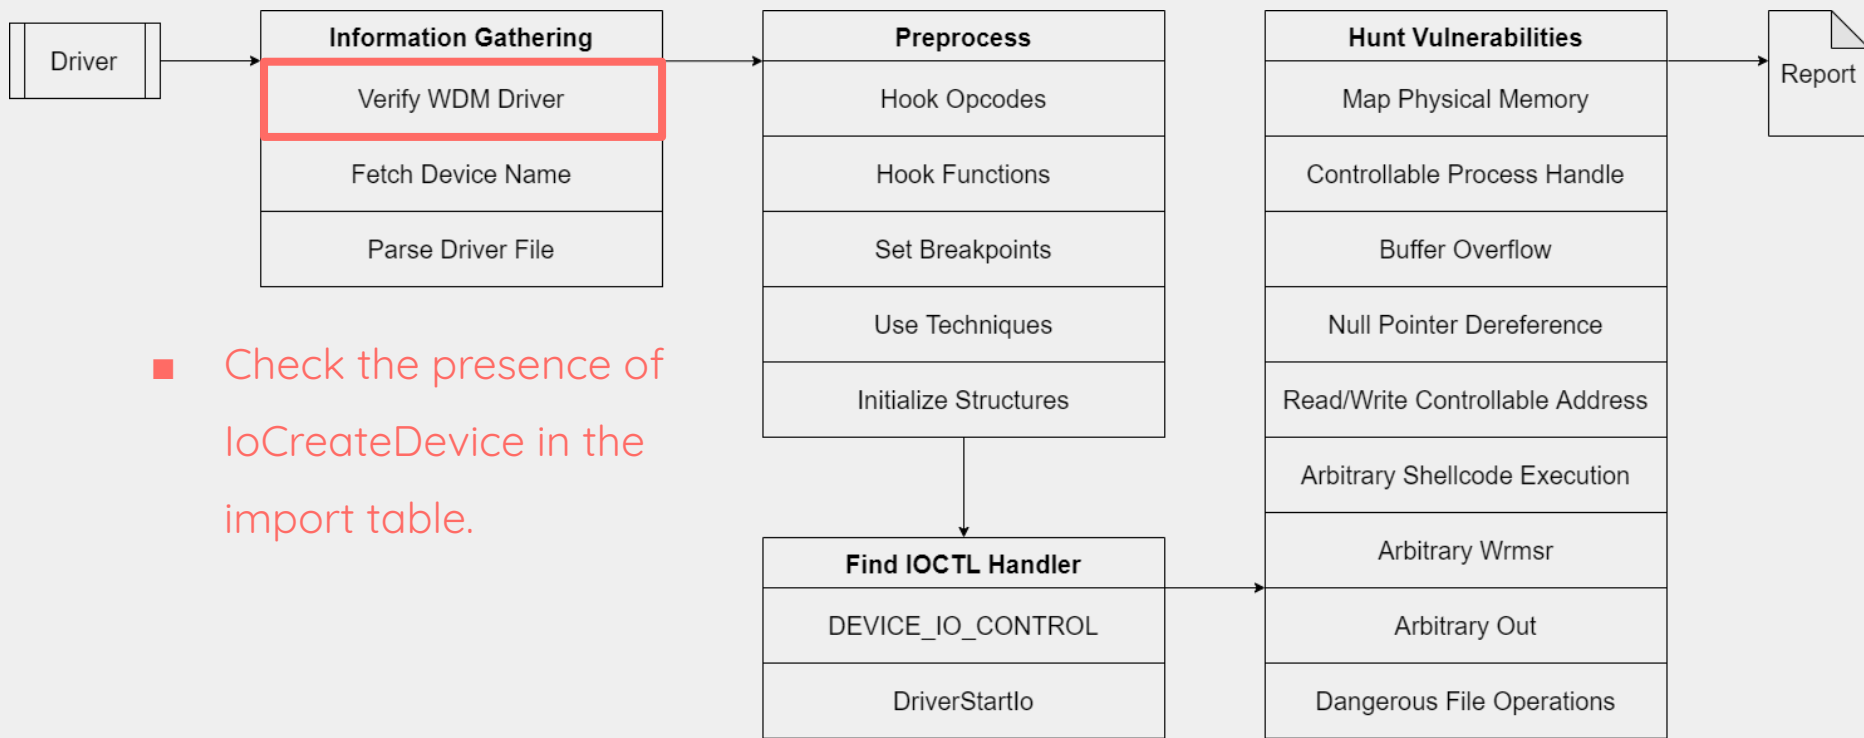 Driver
Information Gathering
Verify WDM Driver
Fetch Device Name
Parse Driver File
■ Check the presence of
IoCreateDevice in the
import table.
Preprocess
Hook Opcodes
Hook Functions
Set Breakpoints
Use Techniques
Initialize Structures
Find IOCTL Handler
DEVICE_IO_CONTROL
DriverStartIo
Hunt Vulnerabilities
Map Physical Memory
Controllable Process Handle
Buffer Overflow
Null Pointer Dereference
Read/Write Controllable Address
Arbitrary Shellcode Execution
Arbitrary Wrmsr
Arbitrary Out
Dangerous File Operations
Report